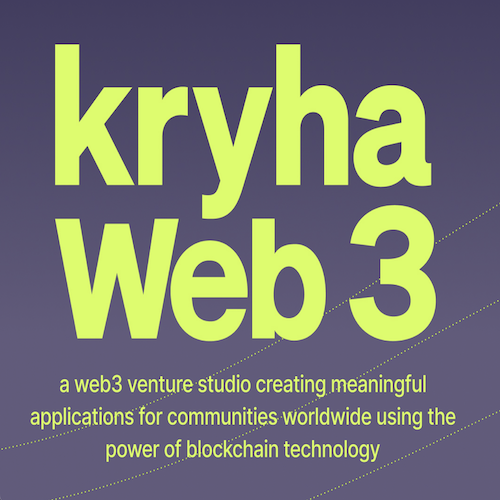 kryha
Web 3
a web3 venture studio creating meaningful
applications for communities worldwide using the
power of blockchain technology